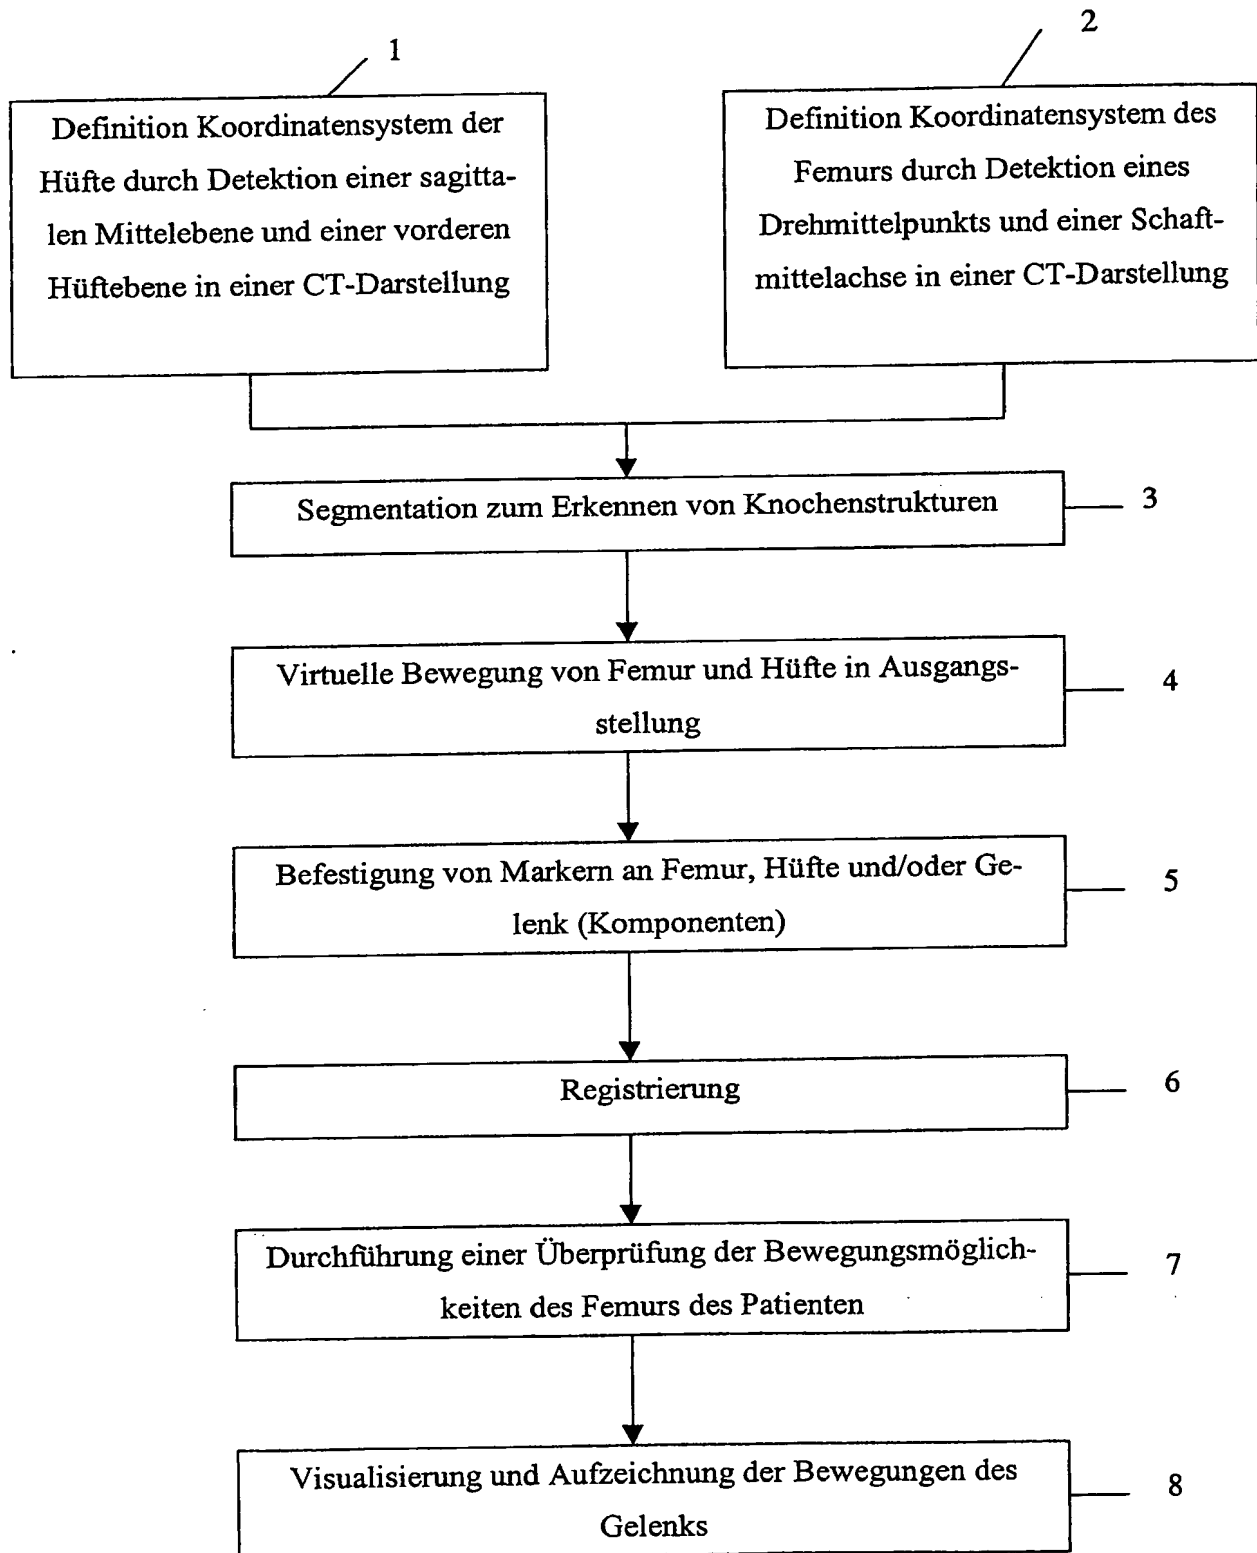 1
Definition Koordinatensystem der
Hüfte durch Detektion einer sagitta-
len Mittelebene und einer vorderen
Hüftebene in einer CT-Darstellung
2
Definition Koordinatensystem des
Femurs durch Detektion eines
Drehmittelpunkts und einer Schaft-
mittelachse in einer CT-Darstellung
Segmentation zum Erkennen von Knochenstrukturen
3
Virtuelle Bewegung von Femur und Hüfte in Ausgangs-
stellung
4
Befestigung von Markern an Femur, Hüfte und/oder Ge-
lenk (Komponenten)
5
Registrierung
6
Durchführung einer Überprüfung der Bewegungsmöglich-
keiten des Femurs des Patienten
7
Visualisierung und Aufzeichnung der Bewegungen des
Gelenks
8